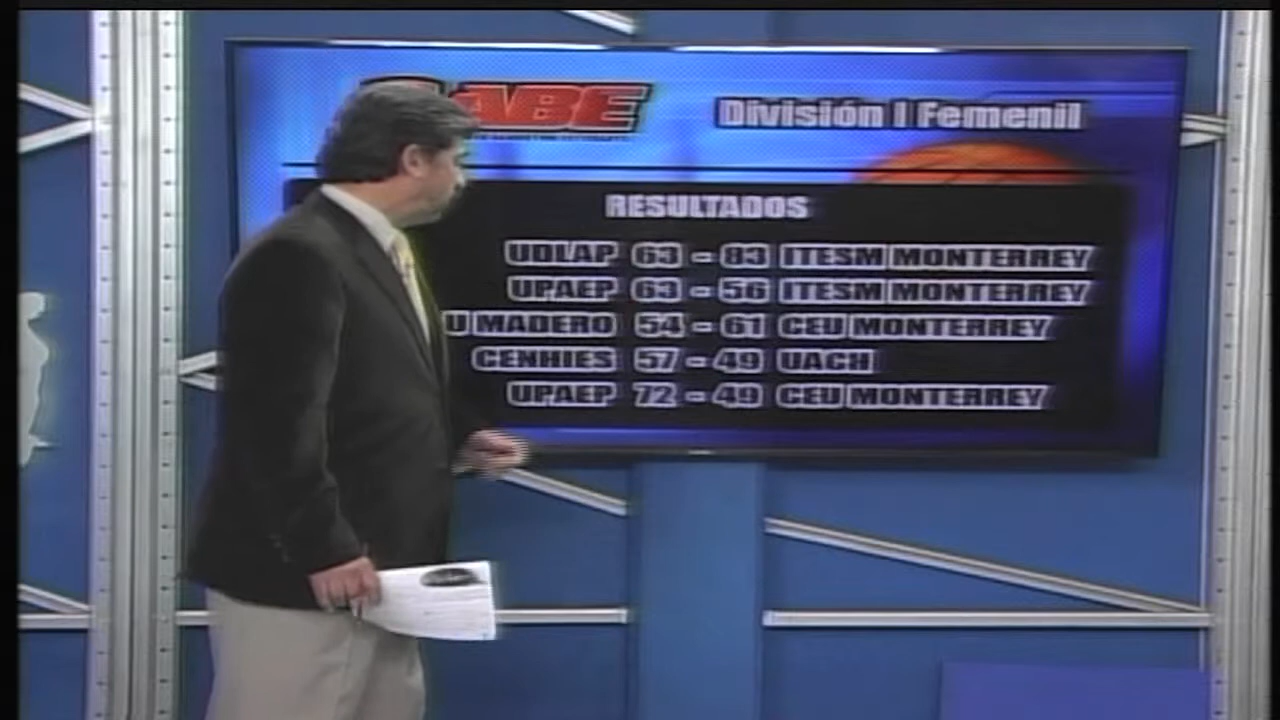 ABE
División I Femenil
RESULTADOS
UDLAP 63 - 83 ITESM MONTERREY
UPAEP 63 - 56 ITESM MONTERREY
U MADERO 54 - 61 CEU MONTERREY
CENHIES 57 - 49 UACH
UPAEP 72 - 49 CEU MONTERREY